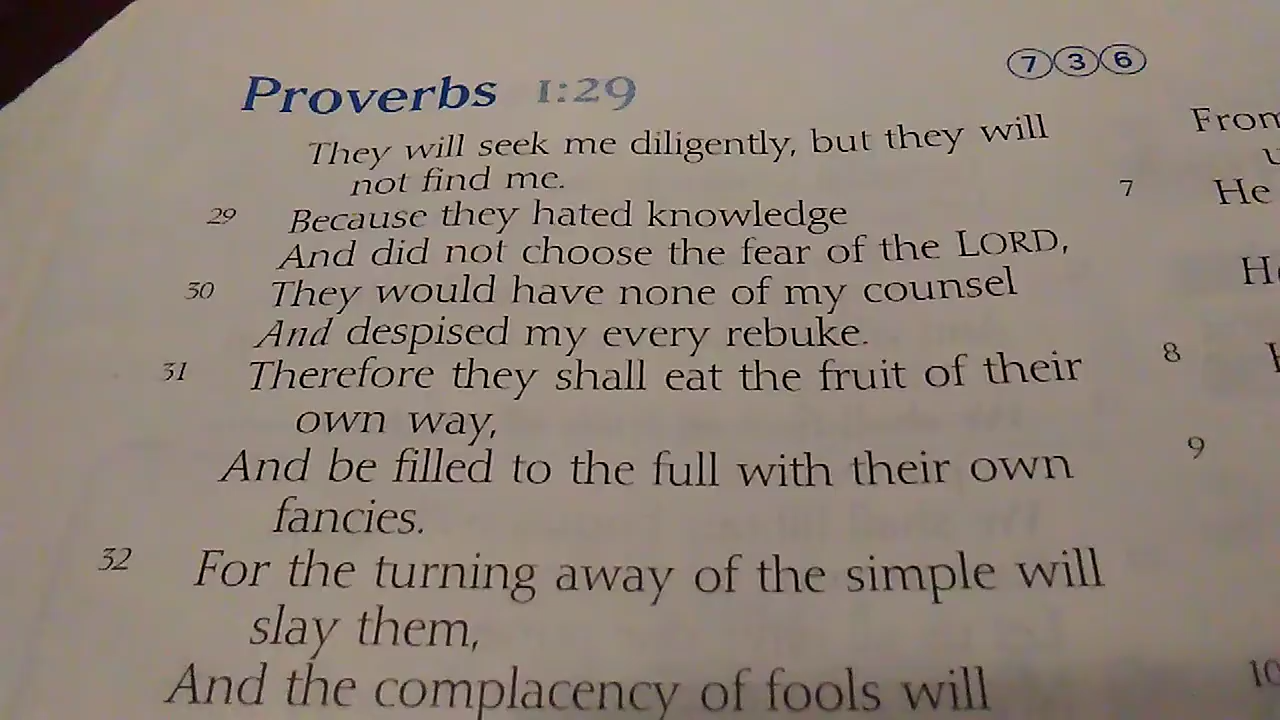 Proverbs 1:29
7 3 6
They will seek me diligently, but they will
not find me.
29 Because they hated knowledge
And did not choose the fear of the LORD,
30 They would have none of my counsel
And despised my every rebuke.
31 Therefore they shall eat the fruit of their
own way,
And be filled to the full with their own
fancies.
32 For the turning away of the simple will
slay them,
And the complacency of fools will
7 He
8
9
10